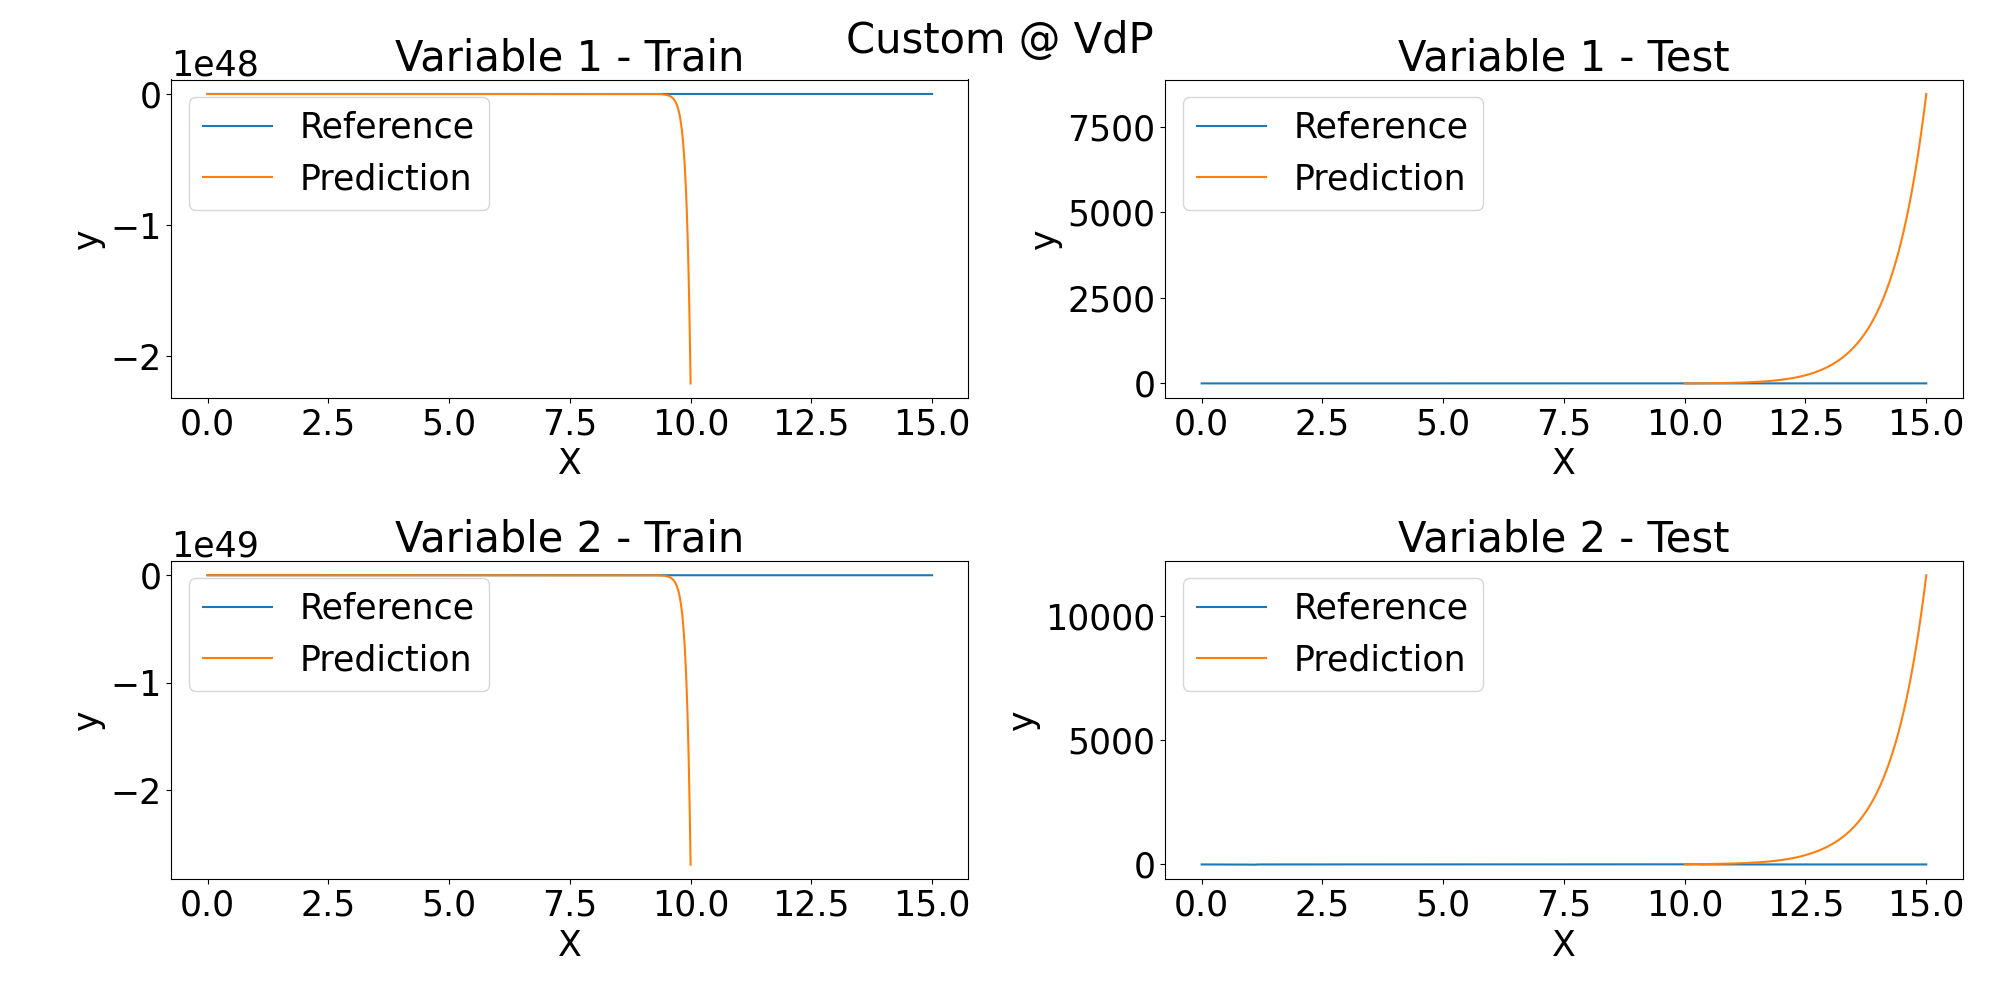 Custom @ VdP
Variable 1 - Train
1e48
0
−1
−2
y
Reference
Prediction
0.0 2.5 5.0 7.5 10.0 12.5 15.0
X
Variable 1 - Test
7500
5000
2500
0
y
Reference
Prediction
0.0 2.5 5.0 7.5 10.0 12.5 15.0
X
Variable 2 - Train
1e49
0
−1
−2
y
Reference
Prediction
0.0 2.5 5.0 7.5 10.0 12.5 15.0
X
Variable 2 - Test
10000
5000
0
y
Reference
Prediction
0.0 2.5 5.0 7.5 10.0 12.5 15.0
X